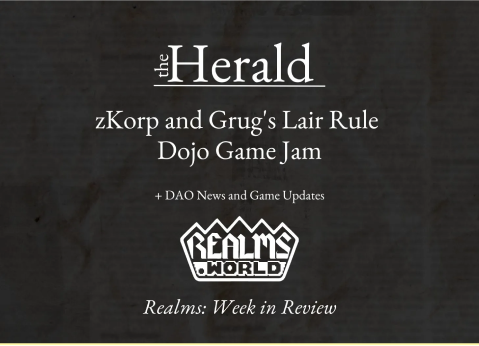 the Herald
zKorp and Grug's Lair Rule
Dojo Game Jam
+ DAO News and Game Updates
REALMS
.WORLD
Realms: Week in Review